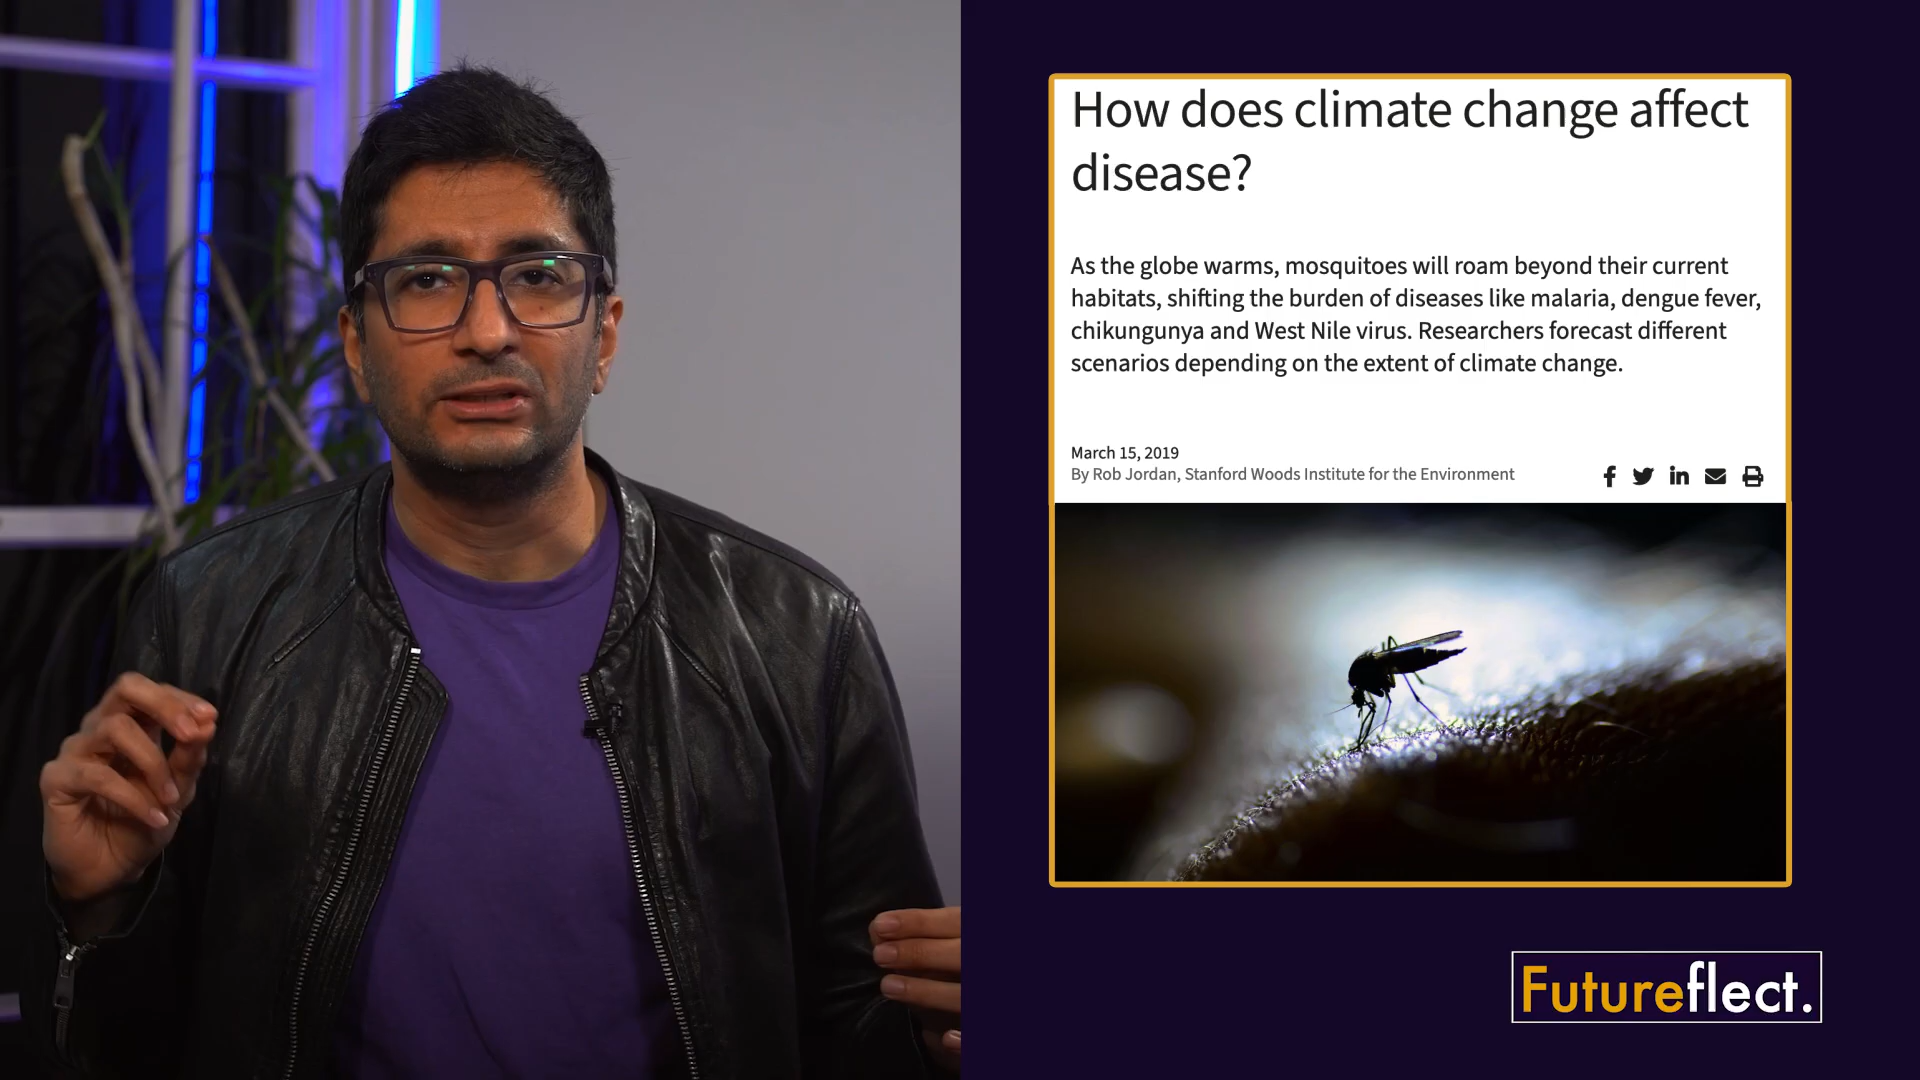 How does climate change affect
disease?
As the globe warms, mosquitoes will roam beyond their current
habitats, shifting the burden of diseases like malaria, dengue fever,
chikungunya and West Nile virus. Researchers forecast different
scenarios depending on the extent of climate change.
March 15, 2019
By Rob Jordan, Stanford Woods Institute for the Environment
Futureflect.